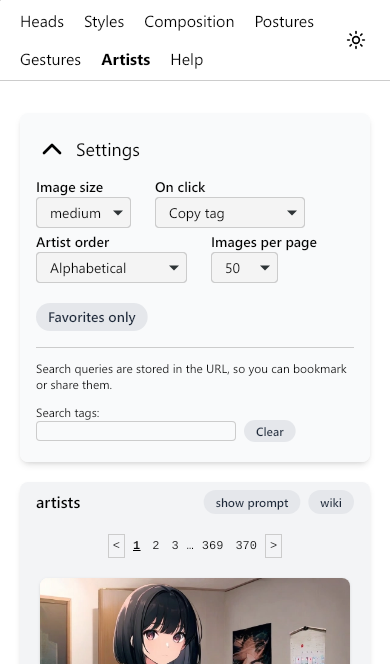 Heads Styles Composition Postures
Gestures Artists Help
Settings
Image size On click
medium Copy tag
Artist order Images per page
Alphabetical 50
Favorites only
Search queries are stored in the URL, so you can bookmark
or share them.
Search tags:
Clear
artists show prompt wiki
< 1 2 3 … 369 370 >